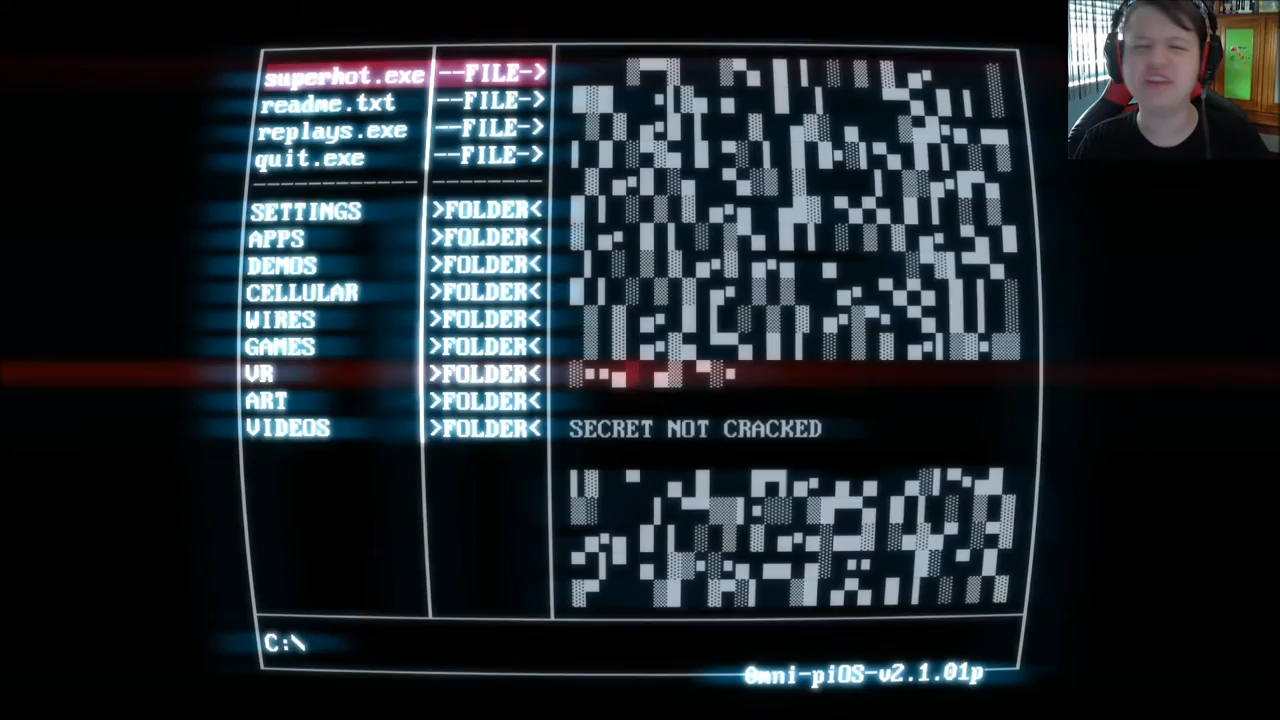 superhot.exe --FILE->
readme.txt --FILE->
replays.exe --FILE->
quit.exe --FILE->
SETTINGS >FOLDER<
APPS >FOLDER<
DEMOS >FOLDER<
CELLULAR >FOLDER<
WIRES >FOLDER<
GAMES >FOLDER<
VR >FOLDER<
ART >FOLDER<
VIDEOS >FOLDER<
SECRET NOT CRACKED
C:\
0mni-piOS-v2.1.01p